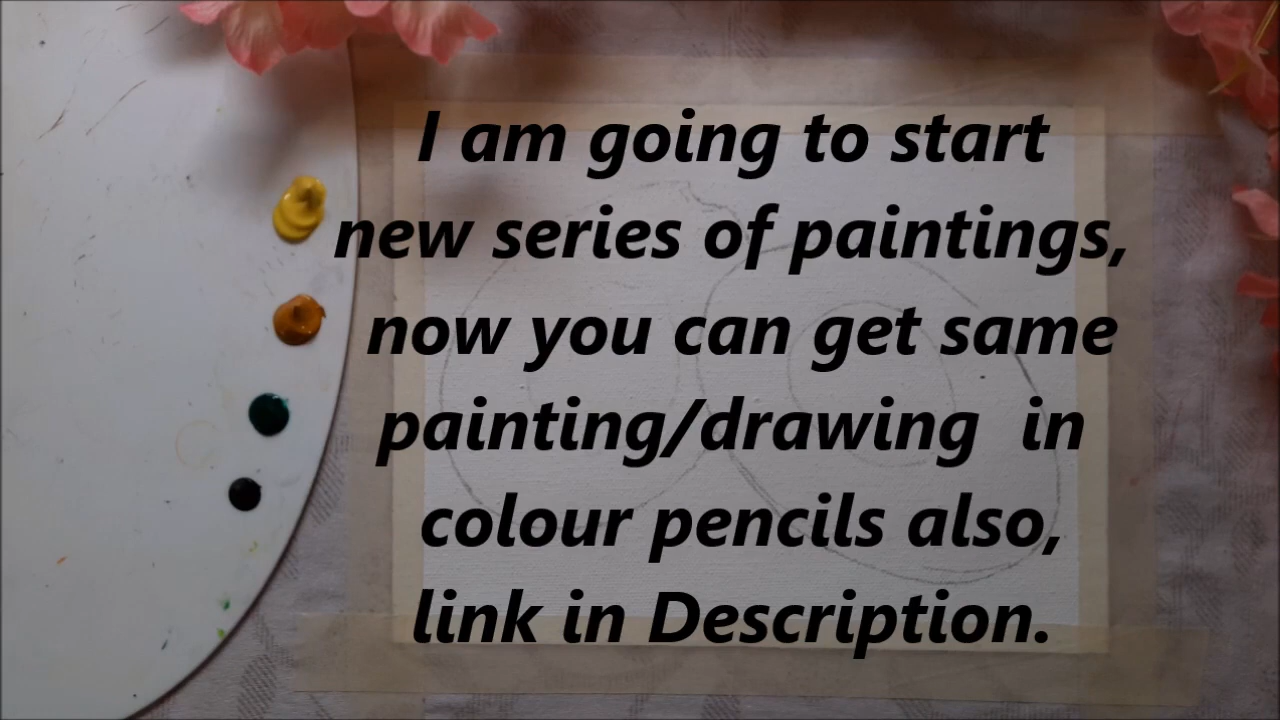 I am going to start
new series of paintings,
now you can get same
painting/drawing in
colour pencils also,
link in Description.